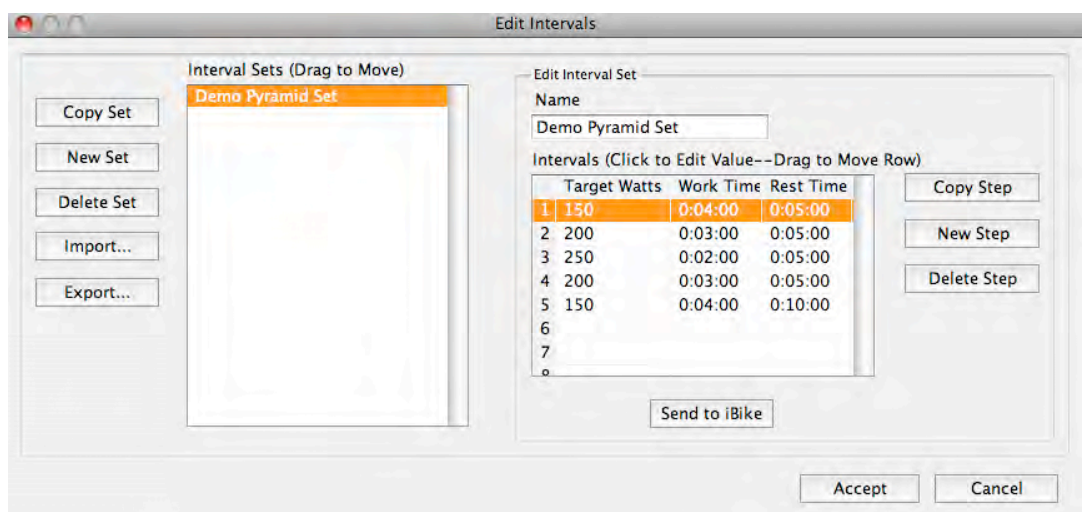 Edit Intervals
Interval Sets (Drag to Move)
Demo Pyramid Set
Copy Set
New Set
Delete Set
Import...
Export...
Edit Interval Set
Name
Demo Pyramid Set
Intervals (Click to Edit Value--Drag to Move Row)
Target Watts Work Time Rest Time
1 150 0:04:00 0:05:00
2 200 0:03:00 0:05:00
3 250 0:02:00 0:05:00
4 200 0:03:00 0:05:00
5 150 0:04:00 0:10:00
6
7
8
Copy Step
New Step
Delete Step
Send to iBike
Accept
Cancel